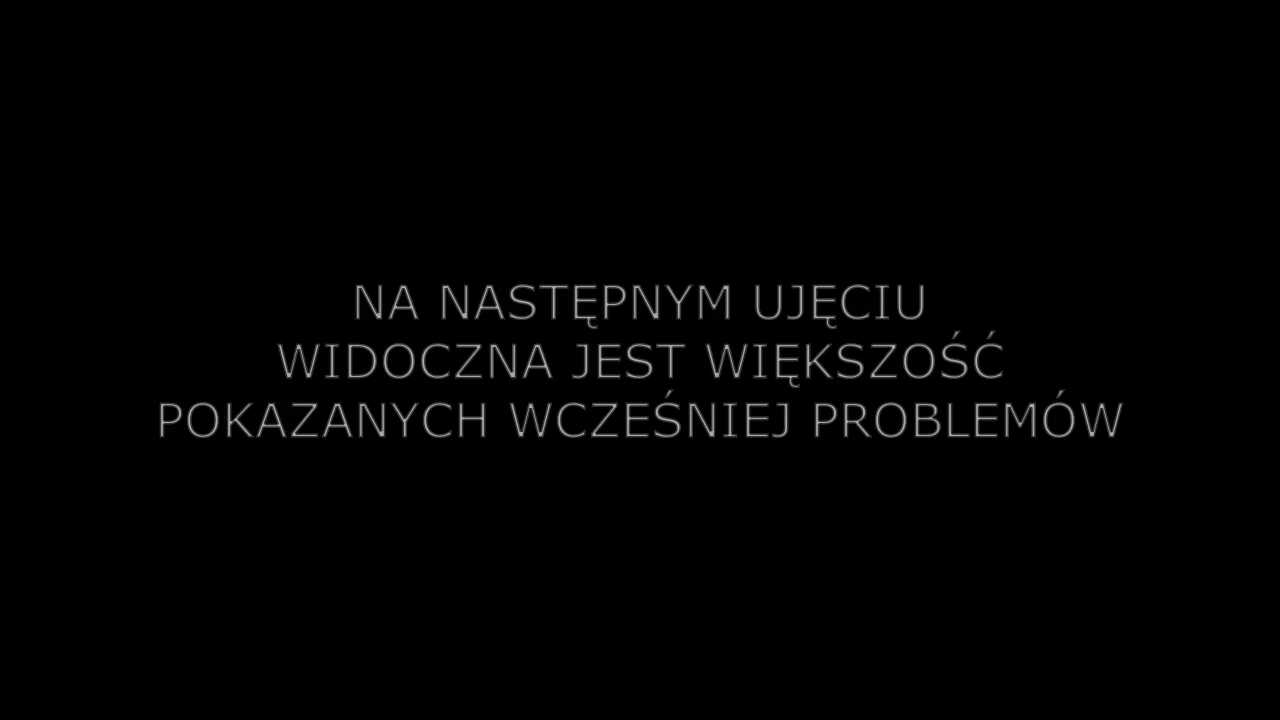 NA NASTĘPNYM UJĘCIU
WIDOCZNA JEST WIĘKSZOŚĆ
POKAZANYCH WCZEŚNIEJ PROBLEMÓW